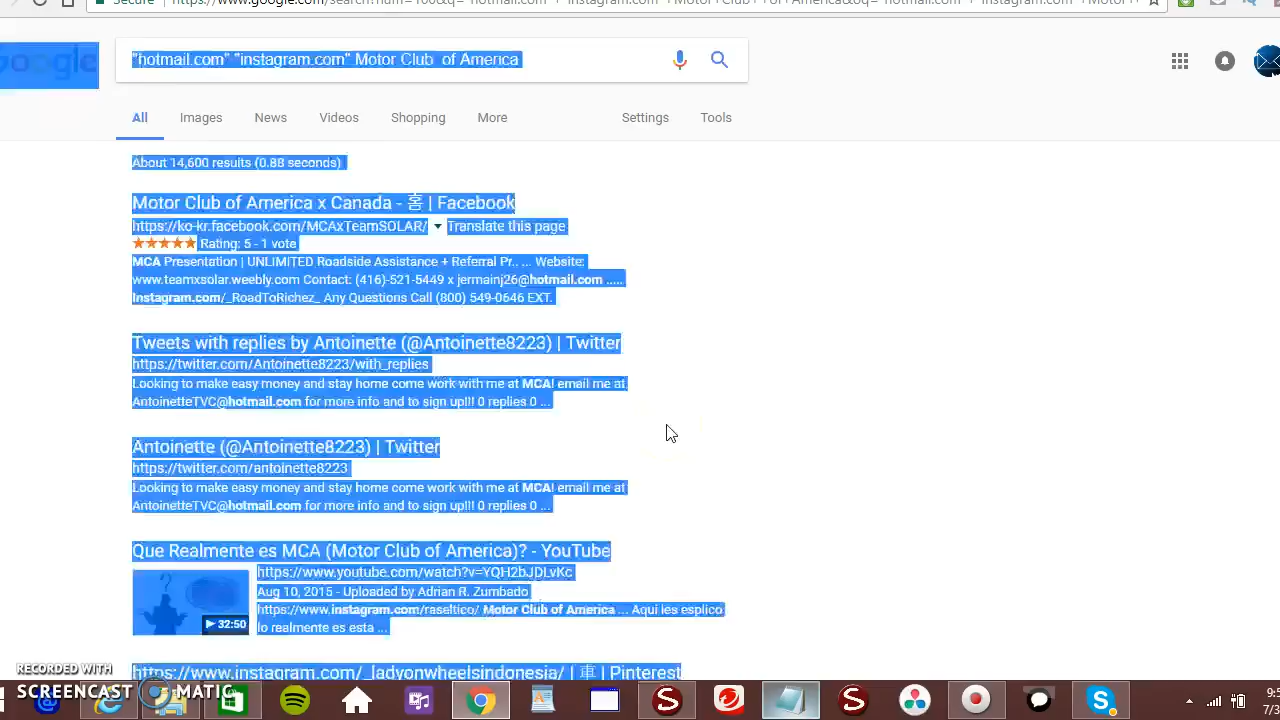 Secure
Google
"hotmail.com" "instagram.com" Motor Club of America
All Images News Videos Shopping More Settings Tools
About 14,600 results (0.88 seconds)
Motor Club of America x Canada - 홈 | Facebook
https://ko-kr.facebook.com/MCAxTeamSOLAR/ Translate this page
Rating: 5 - 1 vote
MCA Presentation | UNLIMITED Roadside Assistance + Referral Pr.. ... Website:
www.teamxsolar.weebly.com Contact: (416)-521-5449 x jermainj26@hotmail.com .....
Instagram.com/_RoadToRichez_ Any Questions Call (800) 549-0646 EXT.
Tweets with replies by Antoinette (@Antoinette8223) | Twitter
https://twitter.com/Antoinette8223/with_replies
Looking to make easy money and stay home come work with me at MCA! email me at
AntoinetteTVC@hotmail.com for more info and to sign up!!! 0 replies 0 ...
Antoinette (@Antoinette8223) | Twitter
https://twitter.com/antoinette8223
Looking to make easy money and stay home come work with me at MCA! email me at
AntoinetteTVC@hotmail.com for more info and to sign up!!! 0 replies 0 ...
Que Realmente es MCA (Motor Club of America)? - YouTube
https://www.youtube.com/watch?v=YQH2bJDLvKc
Aug 10, 2015 - Uploaded by Adrian R. Zumbado
https://www.instagram.com/raseltico/ Motor Club of America ... Aqui les esplico
lo realmente es esta ...
32:50
https://www.instagram.com/_ladyonwheelsindonesia/ | 車 | Pinterest
RECORDED WITH
SCREENCAST MATIC
9:5
7/3